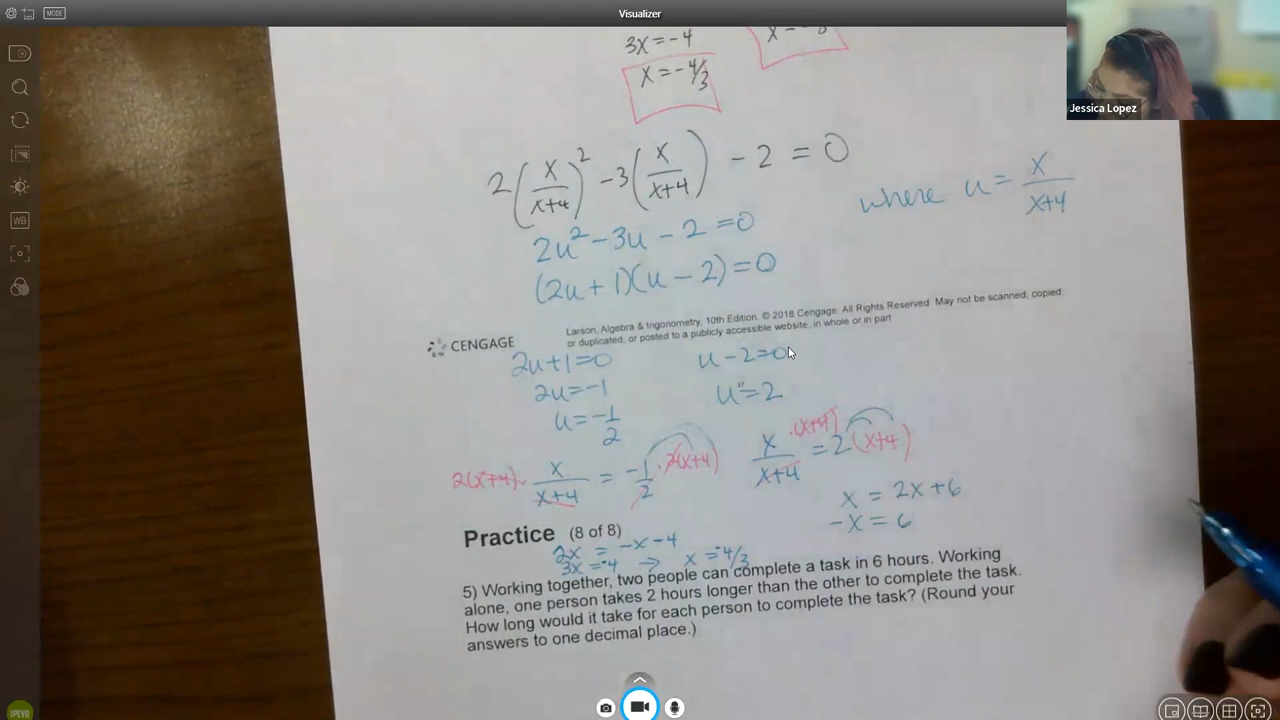 MODE
Visualizer
3x = -4
x = -4/3
Jessica Lopez
2(x/(x+4))² - 3(x/(x+4)) - 2 = 0
where u = x/(x+4)
2u² - 3u - 2 = 0
(2u + 1)(u - 2) = 0
Larson, Algebra & trigonometry, 10th Edition. © 2018 Cengage. All Rights Reserved. May not be scanned, copied
or duplicated, or posted to a publicly accessible website, in whole or in part
CENGAGE
2u+1=0 u-2=0
2u=-1 u=2
u=-1/2
2(x+4)· x/(x+4) = -1/2 · 2(x+4) x/(x+4) ·(x+4) = 2(x+4)
x = 2x+6
-x = 6
Practice (8 of 8)
2x = -x-4
3x = -4 → x = -4/3
5) Working together, two people can complete a task in 6 hours. Working
alone, one person takes 2 hours longer than the other to complete the task.
How long would it take for each person to complete the task? (Round your
answers to one decimal place.)
WB
IPEVO